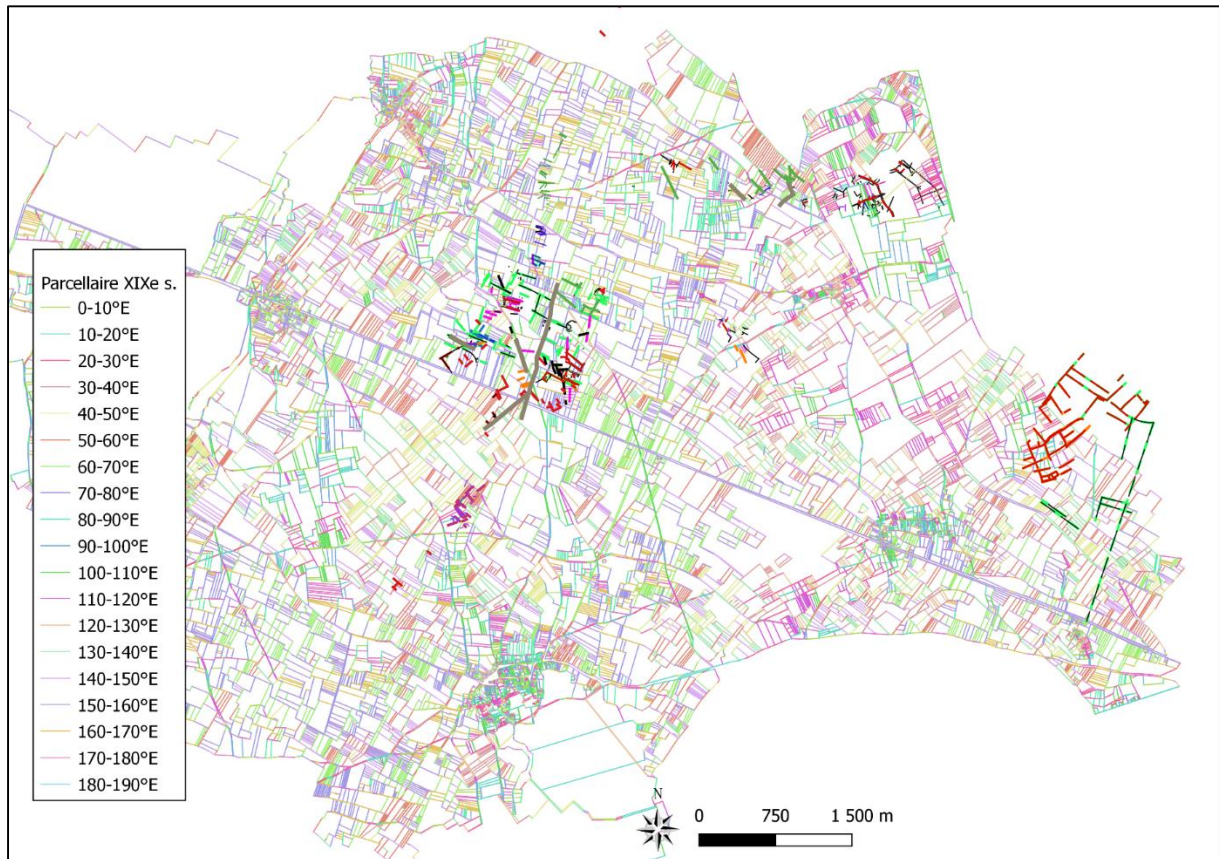 Parcellaire XIXe s.
0-10°E
10-20°E
20-30°E
30-40°E
40-50°E
50-60°E
60-70°E
70-80°E
80-90°E
90-100°E
100-110°E
110-120°E
120-130°E
130-140°E
140-150°E
150-160°E
160-170°E
170-180°E
180-190°E
N
0 750 1 500 m